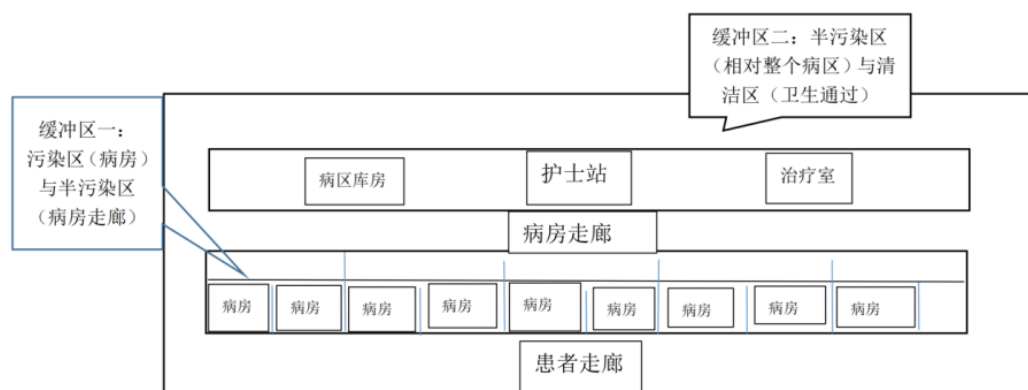 缓冲区二：半污染区
（相对整个病区）与清
洁区（卫生通过）
缓冲区一：
污染区（病房）
与半污染区
（病房走廊）
病区库房
护士站
治疗室
病房走廊
病房
病房
病房
病房
病房
病房
病房
病房
病房
患者走廊